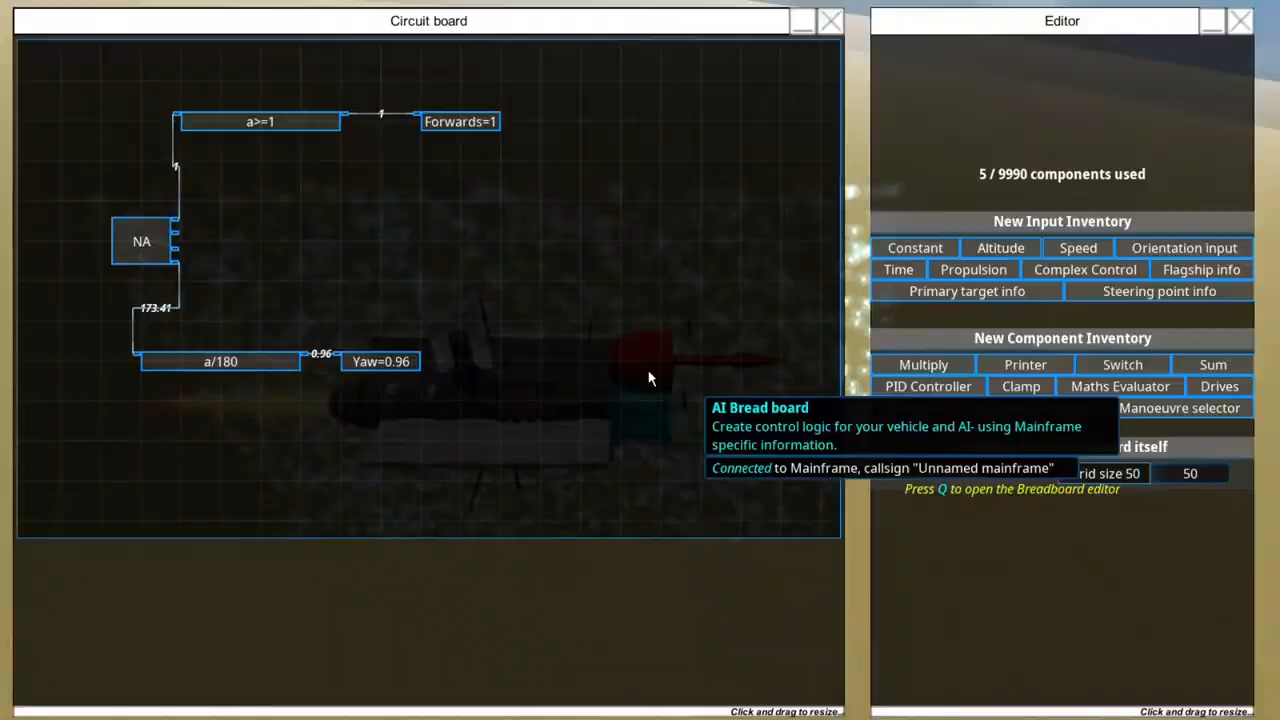 Circuit board
Editor
a>=1
1
Forwards=1
1
NA
173.41
a/180
0.96
Yaw=0.96
5 / 9990 components used
New Input Inventory
Constant
Altitude
Speed
Orientation input
Time
Propulsion
Complex Control
Flagship info
Primary target info
Steering point info
New Component Inventory
Multiply
Printer
Switch
Sum
PID Controller
Clamp
Maths Evaluator
Drives
Manoeuvre selector
AI Bread board
Create control logic for your vehicle and AI- using Mainframe
specific information.
Connected to Mainframe, callsign "Unnamed mainframe"
itself
size 50
50
Press Q to open the Breadboard editor
Click and drag to resize..
Click and drag to resize..